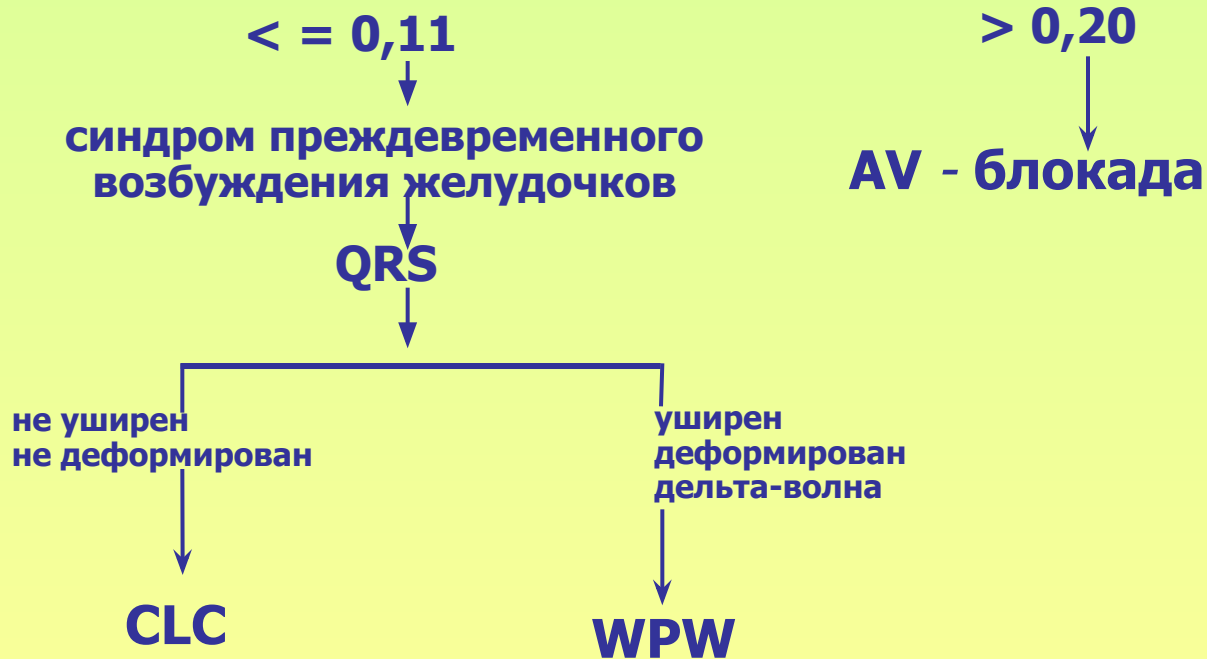 < = 0,11
> 0,20
синдром преждевременного
возбуждения желудочков
AV - блокада
QRS
не уширен
не деформирован
уширен
деформирован
дельта-волна
CLC
WPW